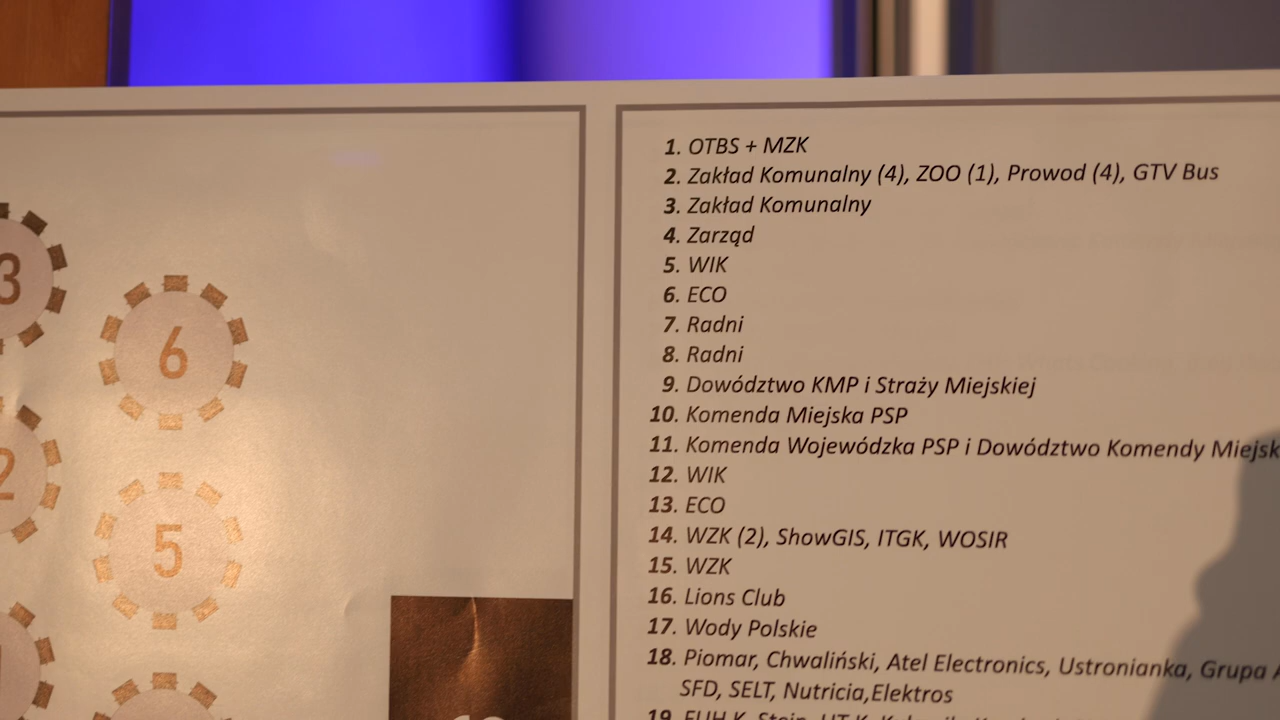 1. OTBS + MZK
2. Zakład Komunalny (4), ZOO (1), Prowod (4), GTV Bus
3. Zakład Komunalny
4. Zarząd
5. WIK
6. ECO
7. Radni
8. Radni
9. Dowództwo KMP i Straży Miejskiej
10. Komenda Miejska PSP
11. Komenda Wojewódzka PSP i Dowództwo Komendy Miejsk
12. WIK
13. ECO
14. WZK (2), ShowGIS, ITGK, WOSIR
15. WZK
16. Lions Club
17. Wody Polskie
18. Piomar, Chwaliński, Atel Electronics, Ustronianka, Grupa A
SFD, SELT, Nutricia,Elektros
19.
3
6
2
5